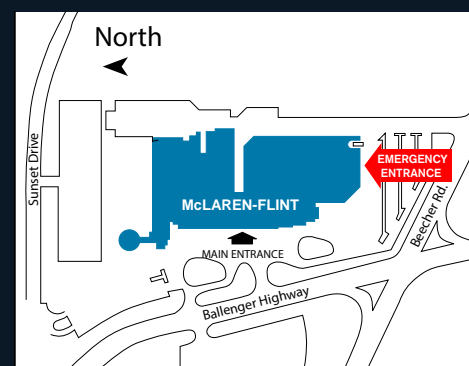 North
Sunset Drive
EMERGENCY
ENTRANCE
McLAREN-FLINT
Beecher Rd.
MAIN ENTRANCE
Ballenger Highway